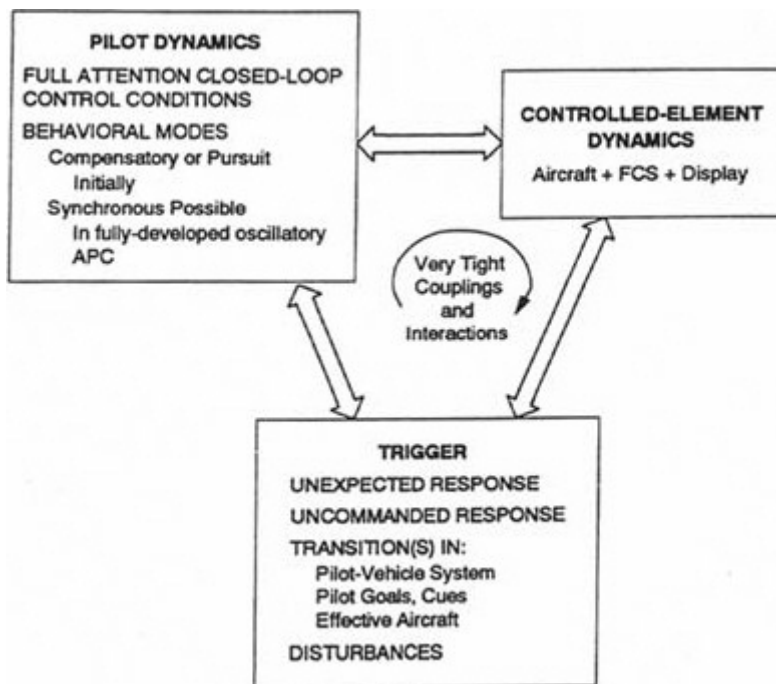 PILOT DYNAMICS
FULL ATTENTION CLOSED-LOOP
CONTROL CONDITIONS
BEHAVIORAL MODES
Compensatory or Pursuit
Initially
Synchronous Possible
In fully-developed oscillatory
APC
CONTROLLED-ELEMENT
DYNAMICS
Aircraft + FCS + Display
Very Tight
Couplings
and
Interactions
TRIGGER
UNEXPECTED RESPONSE
UNCOMMANDED RESPONSE
TRANSITION(S) IN:
Pilot-Vehicle System
Pilot Goals, Cues
Effective Aircraft
DISTURBANCES